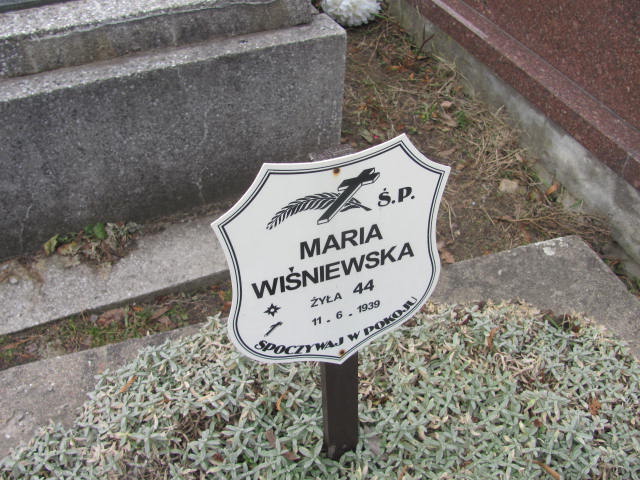 Ś.P.
MARIA
WIŚNIEWSKA
ŻYŁA 44
11.6.1939
SPOCZYWAJ W POKOJU